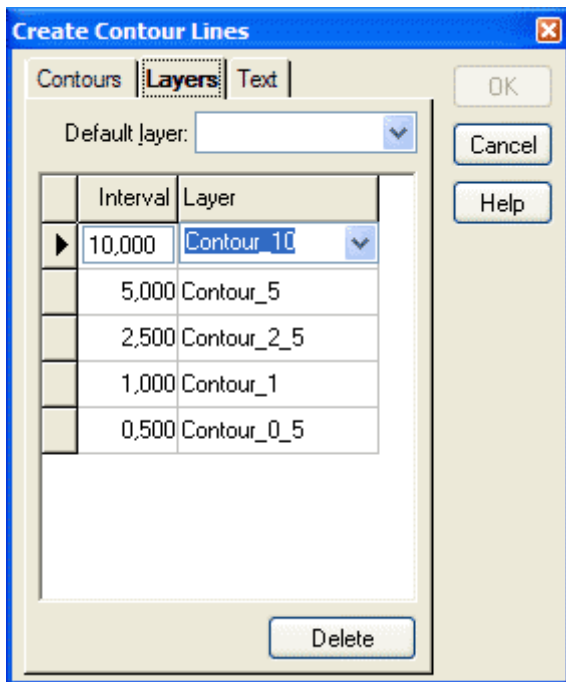 Create Contour Lines
Contours Layers Text
OK
Default layer:
Cancel
Help
Interval Layer
10,000 Contour_10
5,000 Contour_5
2,500 Contour_2_5
1,000 Contour_1
0,500 Contour_0_5
Delete